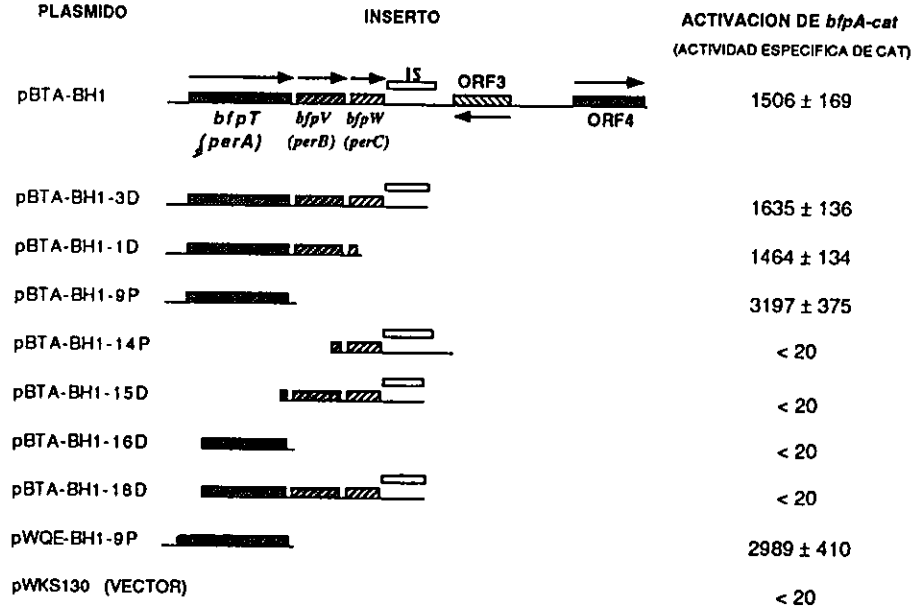 PLASMIDO INSERTO ACTIVACION DE bfpA-cat
(ACTIVIDAD ESPECIFICA DE CAT)
IS ORF3
pBTA-BH1 1506 ± 169
bfpT bfpV bfpW ORF4
(perA) (perB) (perC)
pBTA-BH1-3D 1635 ± 136
pBTA-BH1-1D 1464 ± 134
pBTA-BH1-9P 3197 ± 375
pBTA-BH1-14P < 20
pBTA-BH1-15D < 20
pBTA-BH1-16D < 20
pBTA-BH1-18D < 20
pWQE-BH1-9P 2989 ± 410
pWKS130 (VECTOR) < 20